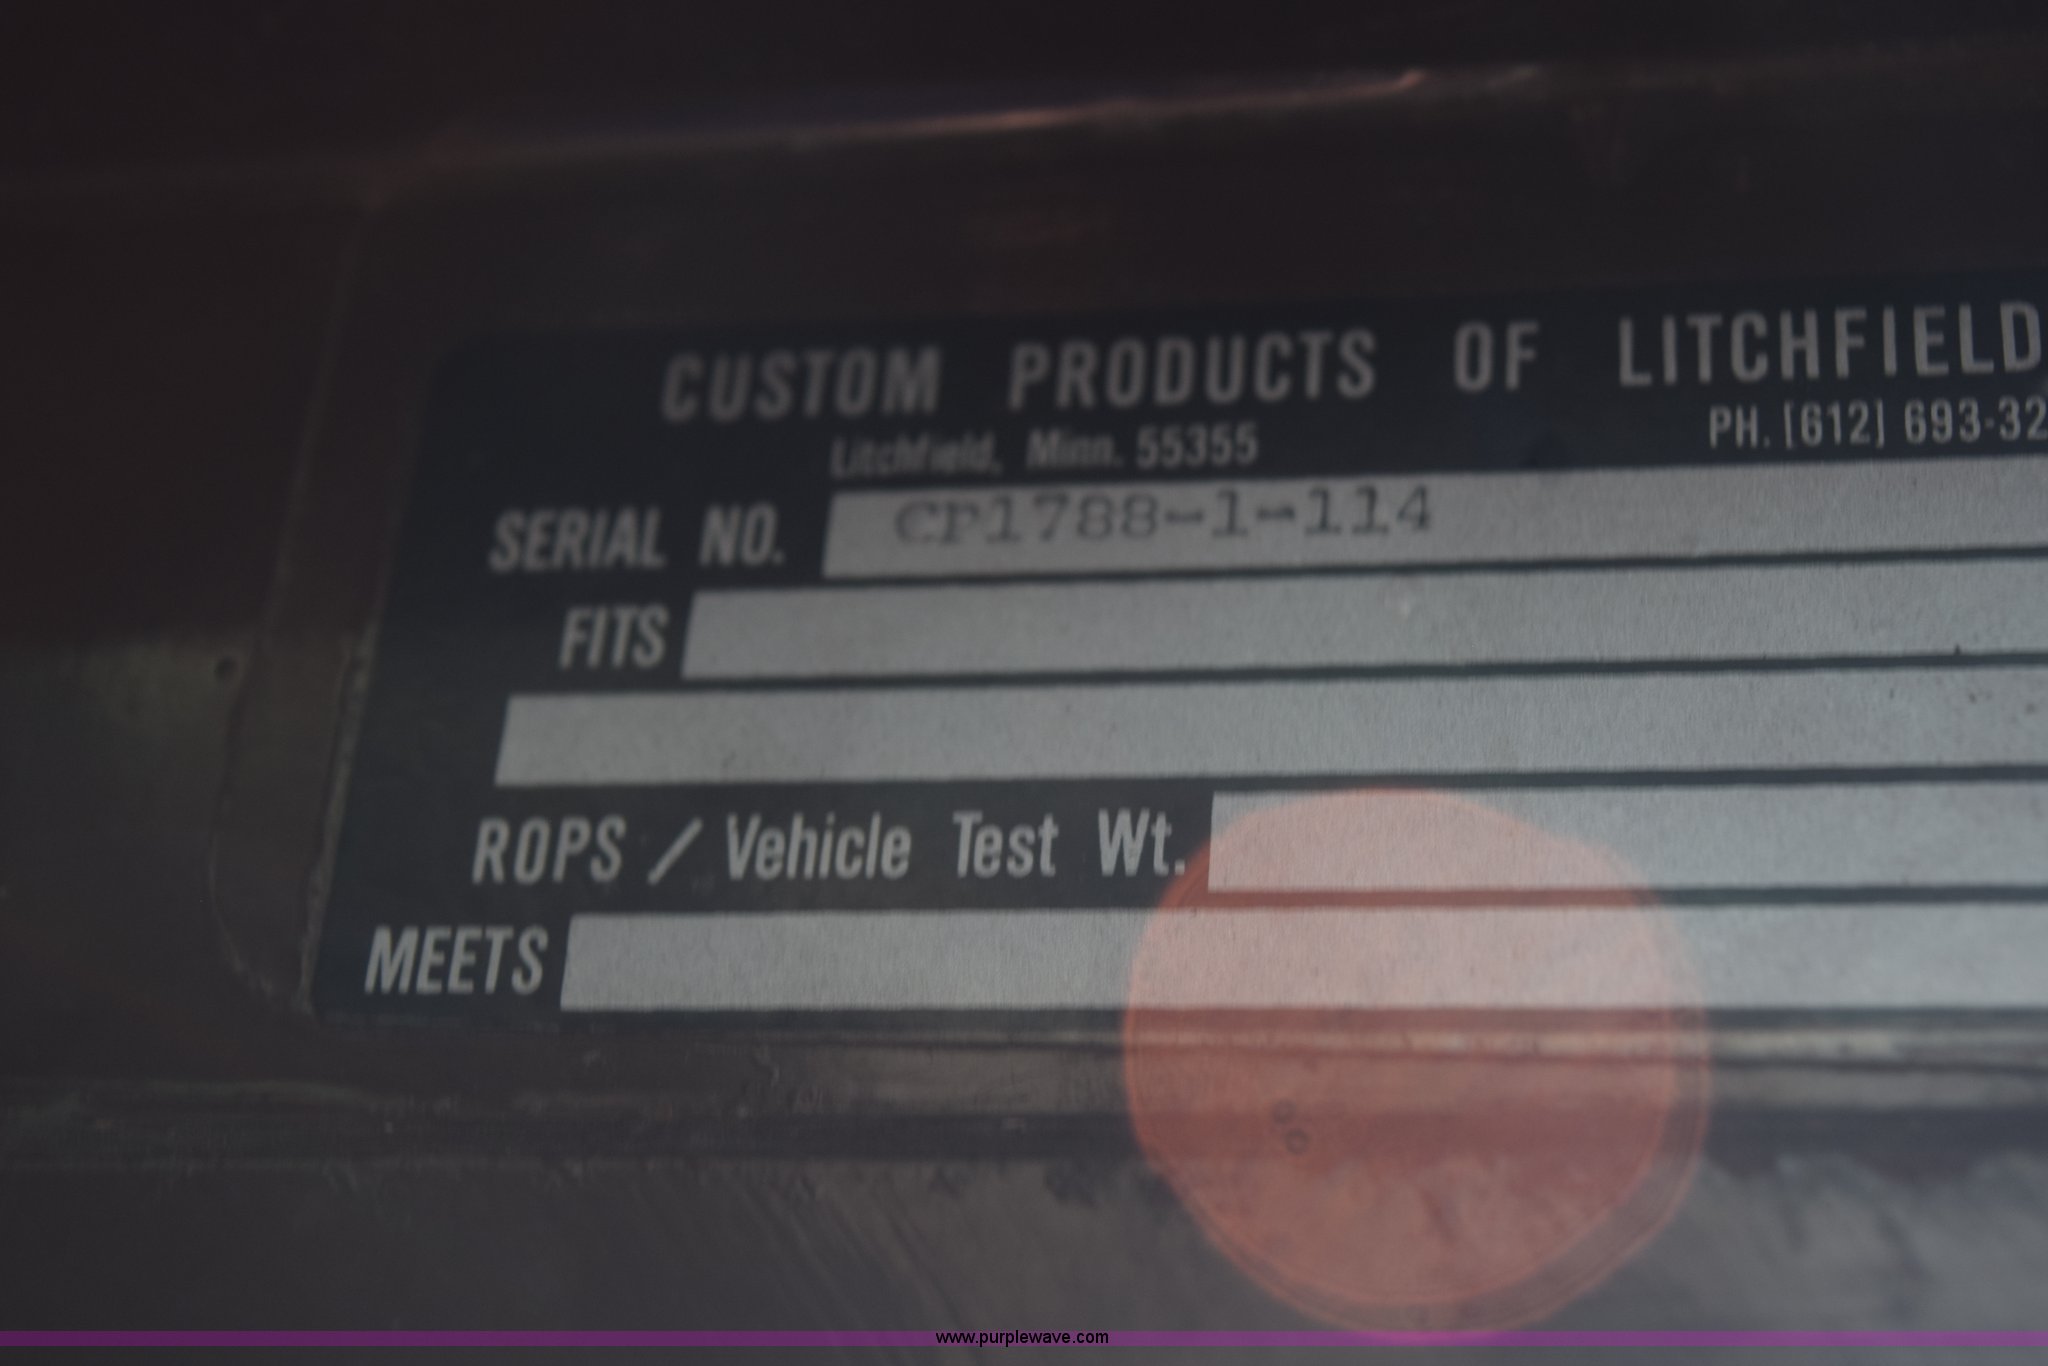 CUSTOM PRODUCTS OF LITCHFIELD
Litchfield, Minn. 55355
PH. [612] 693-32
SERIAL NO. CP1788-1-114
FITS
ROPS / Vehicle Test Wt.
MEETS
www.purplewave.com